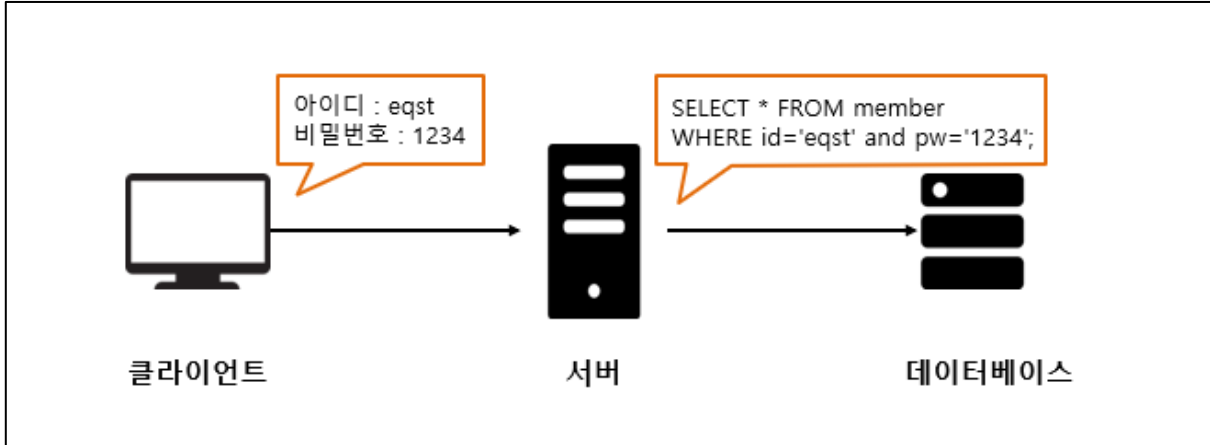 아이디 : eqst
비밀번호 : 1234
SELECT * FROM member
WHERE id='eqst' and pw='1234';
클라이언트
서버
데이터베이스